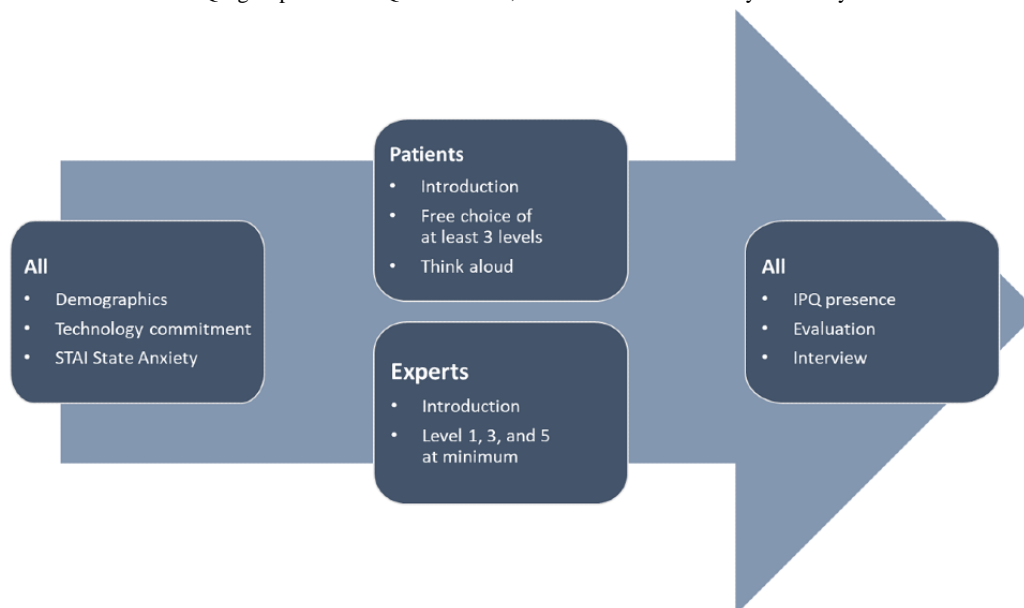 All
• Demographics
• Technology commitment
• STAI State Anxiety
Patients
• Introduction
• Free choice of
at least 3 levels
• Think aloud
Experts
• Introduction
• Level 1, 3, and 5
at minimum
All
• IPQ presence
• Evaluation
• Interview